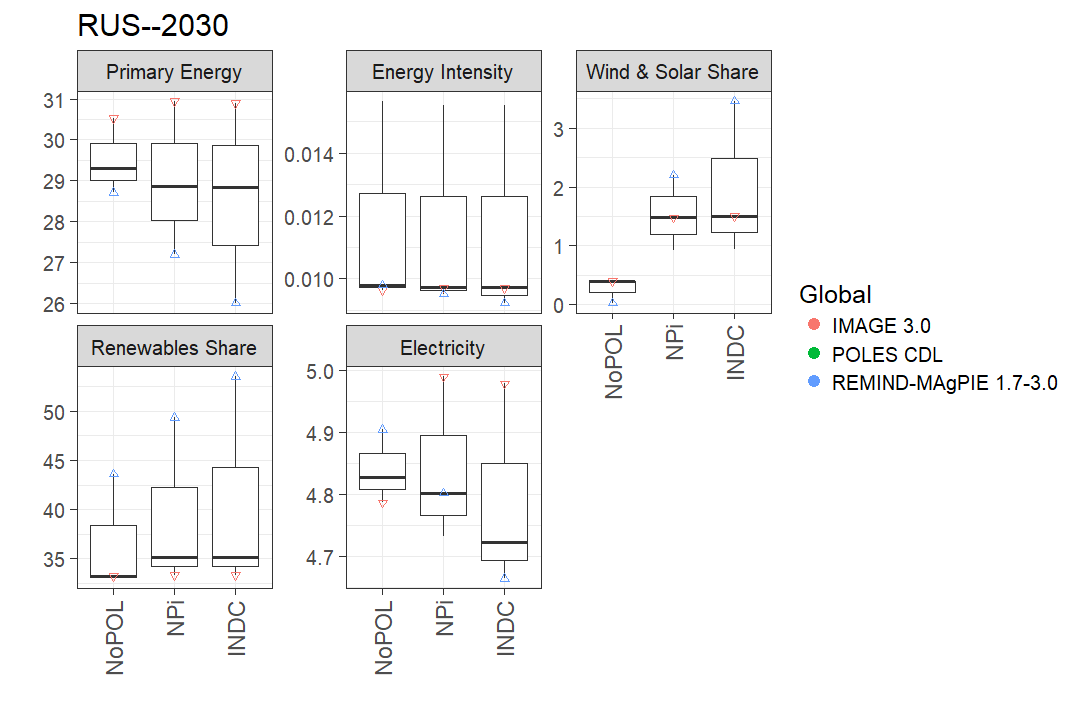 RUS--2030
Primary Energy
Energy Intensity
Wind & Solar Share
31
30
29
28
27
26
0.014
0.012
0.010
3
2
1
0
NoPOL
NPi
INDC
Renewables Share
Electricity
50
45
40
35
5.0
4.9
4.8
4.7
NoPOL
NPi
INDC
NoPOL
NPi
INDC
Global
IMAGE 3.0
POLES CDL
REMIND-MAgPIE 1.7-3.0